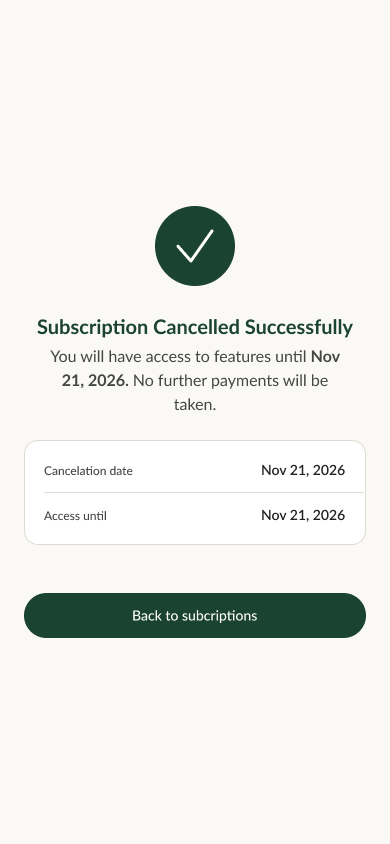 Subscription Cancelled Successfully
You will have access to features until Nov
21, 2026. No further payments will be
taken.
Cancelation date Nov 21, 2026
Access until Nov 21, 2026
Back to subcriptions